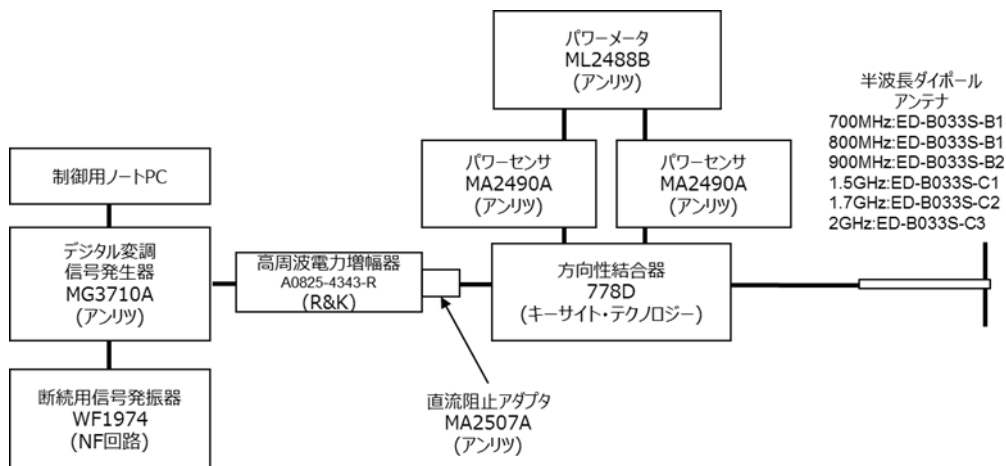 パワーメータ
ML2488B
(アンリツ)
半波長ダイポール
アンテナ
700MHz:ED-B033S-B1
800MHz:ED-B033S-B1
900MHz:ED-B033S-B2
1.5GHz:ED-B033S-C1
1.7GHz:ED-B033S-C2
2GHz:ED-B033S-C3
パワーセンサ
MA2490A
(アンリツ)
パワーセンサ
MA2490A
(アンリツ)
制御用ノートPC
デジタル変調
信号発生器
MG3710A
(アンリツ)
高周波電力増幅器
A0825-4343-R
(R&K)
方向性結合器
778D
(キーサイト・テクノロジー)
断続用信号発振器
WF1974
(NF回路)
直流阻止アダプタ
MA2507A
(アンリツ)